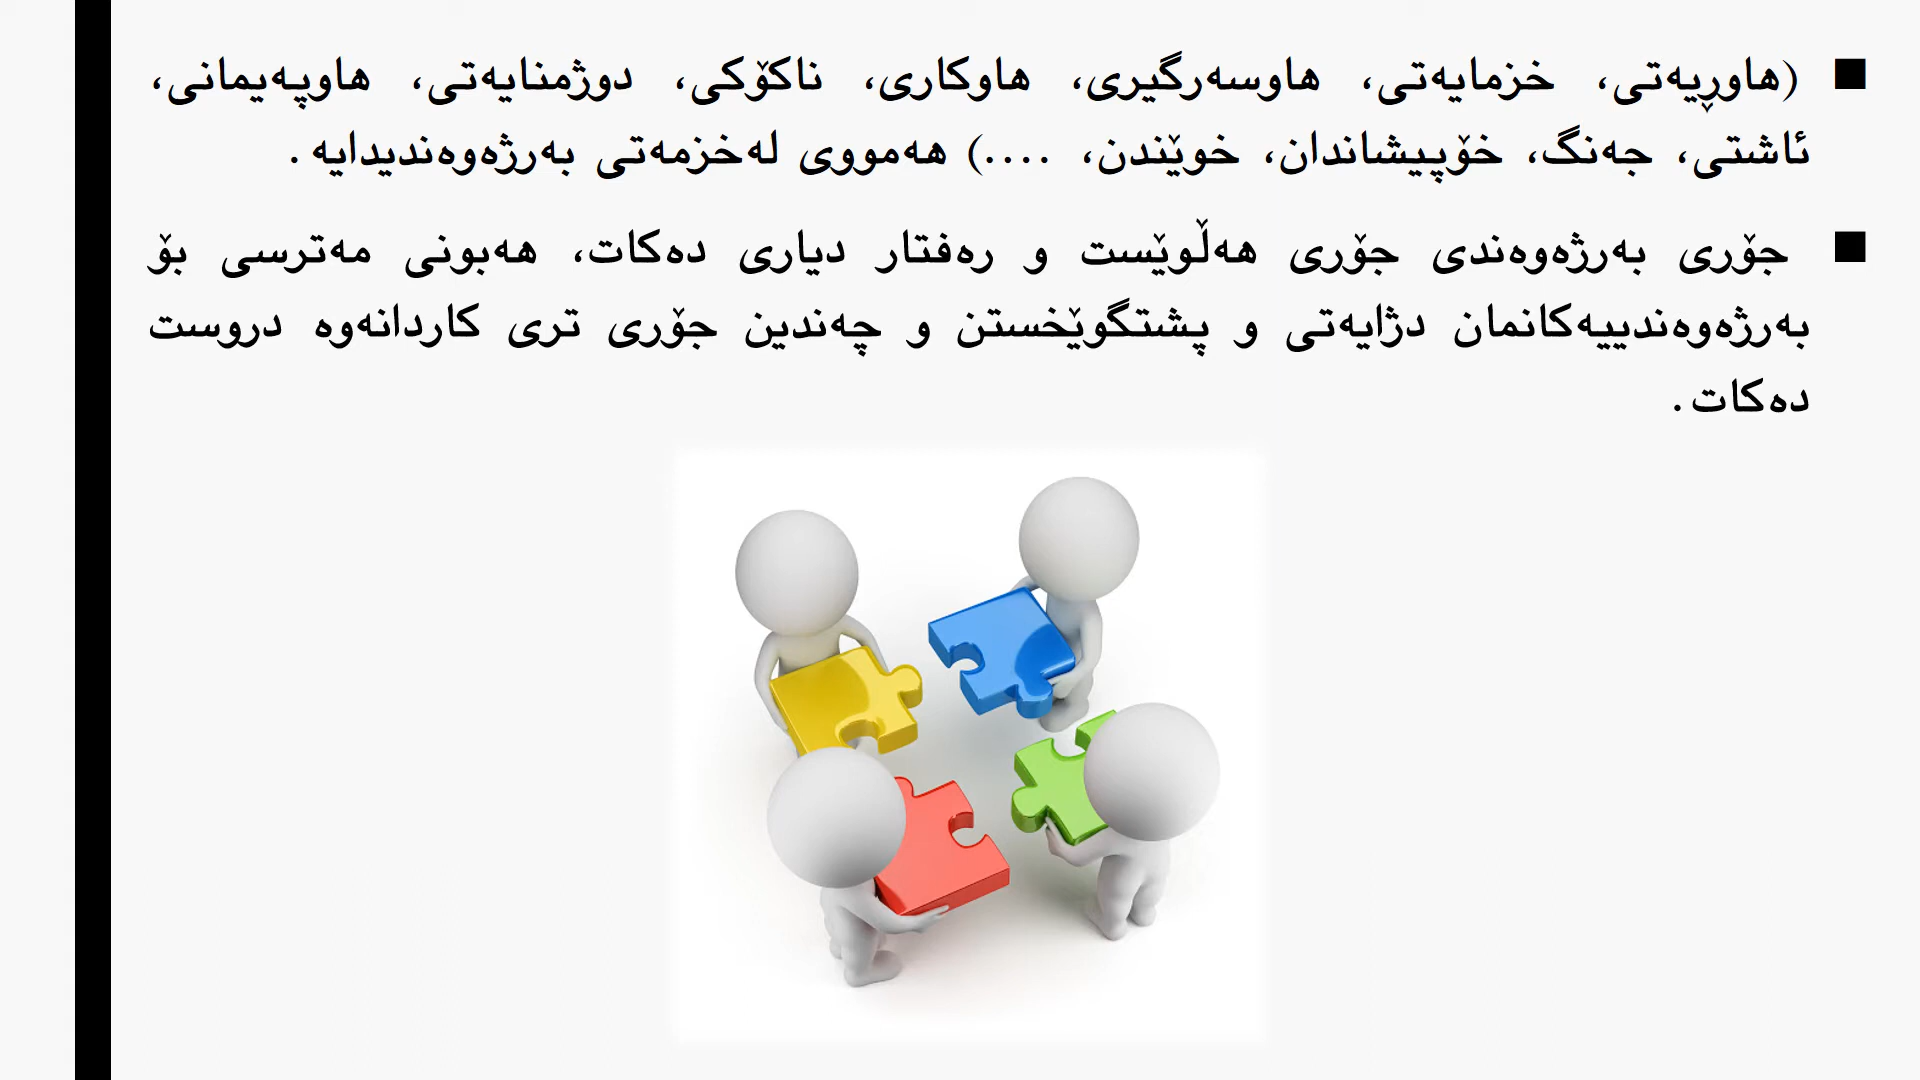 ■ (هاوڕیەتی، خزمایەتی، هاوسەرگیری، هاوکاری، ناکۆکی، دوژمنایەتی، هاوپەیمانی،
ئاشتی، جەنگ، خۆپیشاندان، خوێندن، ....) هەمووی لەخزمەتی بەرژەوەندیدایە.
■ جۆری بەرژەوەندی جۆری هەڵوێست و رەفتار دیاری دەکات، هەبونی مەترسی بۆ
بەرژەوەندییەکانمان دژایەتی و پشتگوێخستن و چەندین جۆری تری کاردانەوە دروست
دەکات.